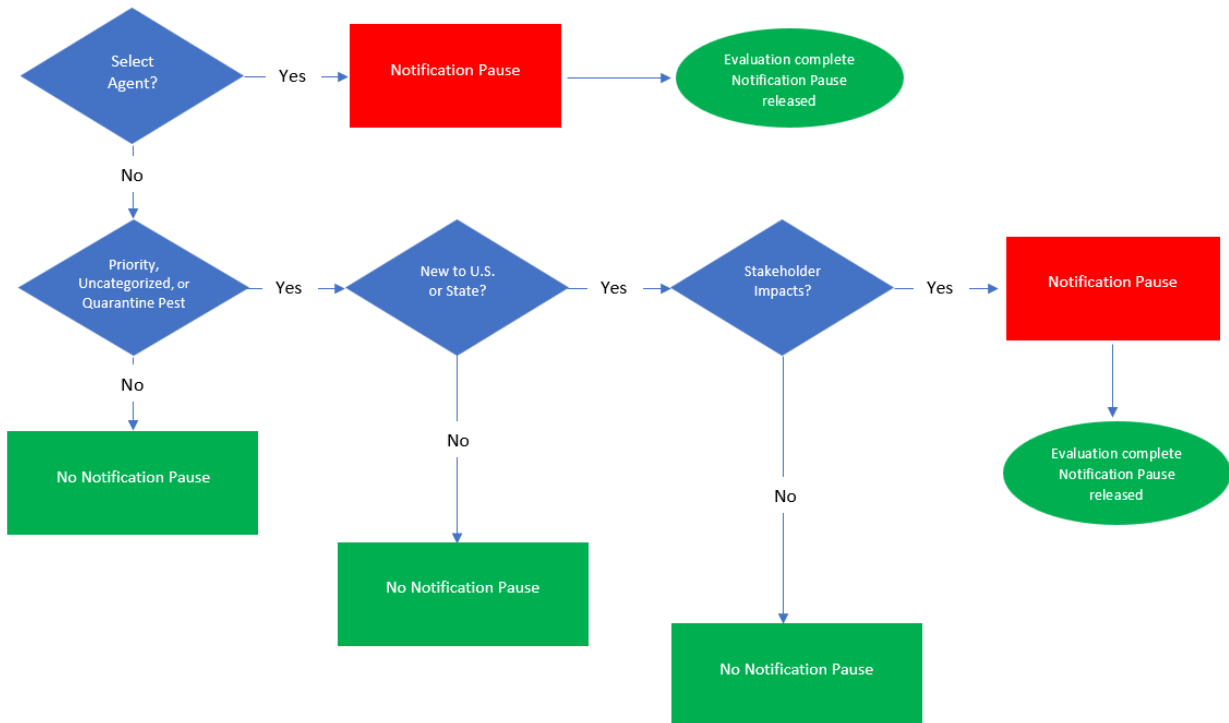 Select
Agent?
Yes
Notification Pause
Evaluation complete
Notification Pause
released
No
Priority,
Uncategorized, or
Quarantine Pest
Yes
New to U.S.
or State?
Yes
Stakeholder
Impacts?
Yes
Notification Pause
No
No Notification Pause
No
No Notification Pause
No
No Notification Pause
Evaluation complete
Notification Pause
released